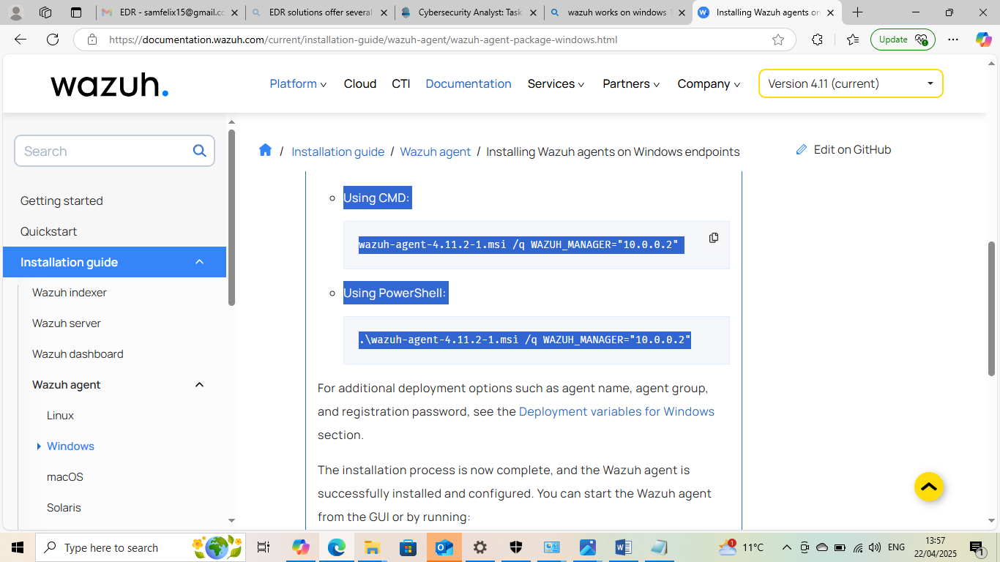 EDR - samfelix15@gmail.co
EDR solutions offer several
Cybersecurity Analyst: Task
wazuh works on windows
Installing Wazuh agents on
https://documentation.wazuh.com/current/installation-guide/wazuh-agent/wazuh-agent-package-windows.html
Update
wazuh.
Platform
Cloud
CTI
Documentation
Services
Partners
Company
Version 4.11 (current)
Search
/ Installation guide / Wazuh agent / Installing Wazuh agents on Windows endpoints
Edit on GitHub
Getting started
Quickstart
Installation guide
Wazuh indexer
Wazuh server
Wazuh dashboard
Wazuh agent
Linux
Windows
macOS
Solaris
Using CMD:
wazuh-agent-4.11.2-1.msi /q WAZUH_MANAGER="10.0.0.2"
Using PowerShell:
.\wazuh-agent-4.11.2-1.msi /q WAZUH_MANAGER="10.0.0.2"
For additional deployment options such as agent name, agent group,
and registration password, see the Deployment variables for Windows
section.
The installation process is now complete, and the Wazuh agent is
successfully installed and configured. You can start the Wazuh agent
from the GUI or by running:
Type here to search
1
11°C
ENG
13:57
22/04/2025
1